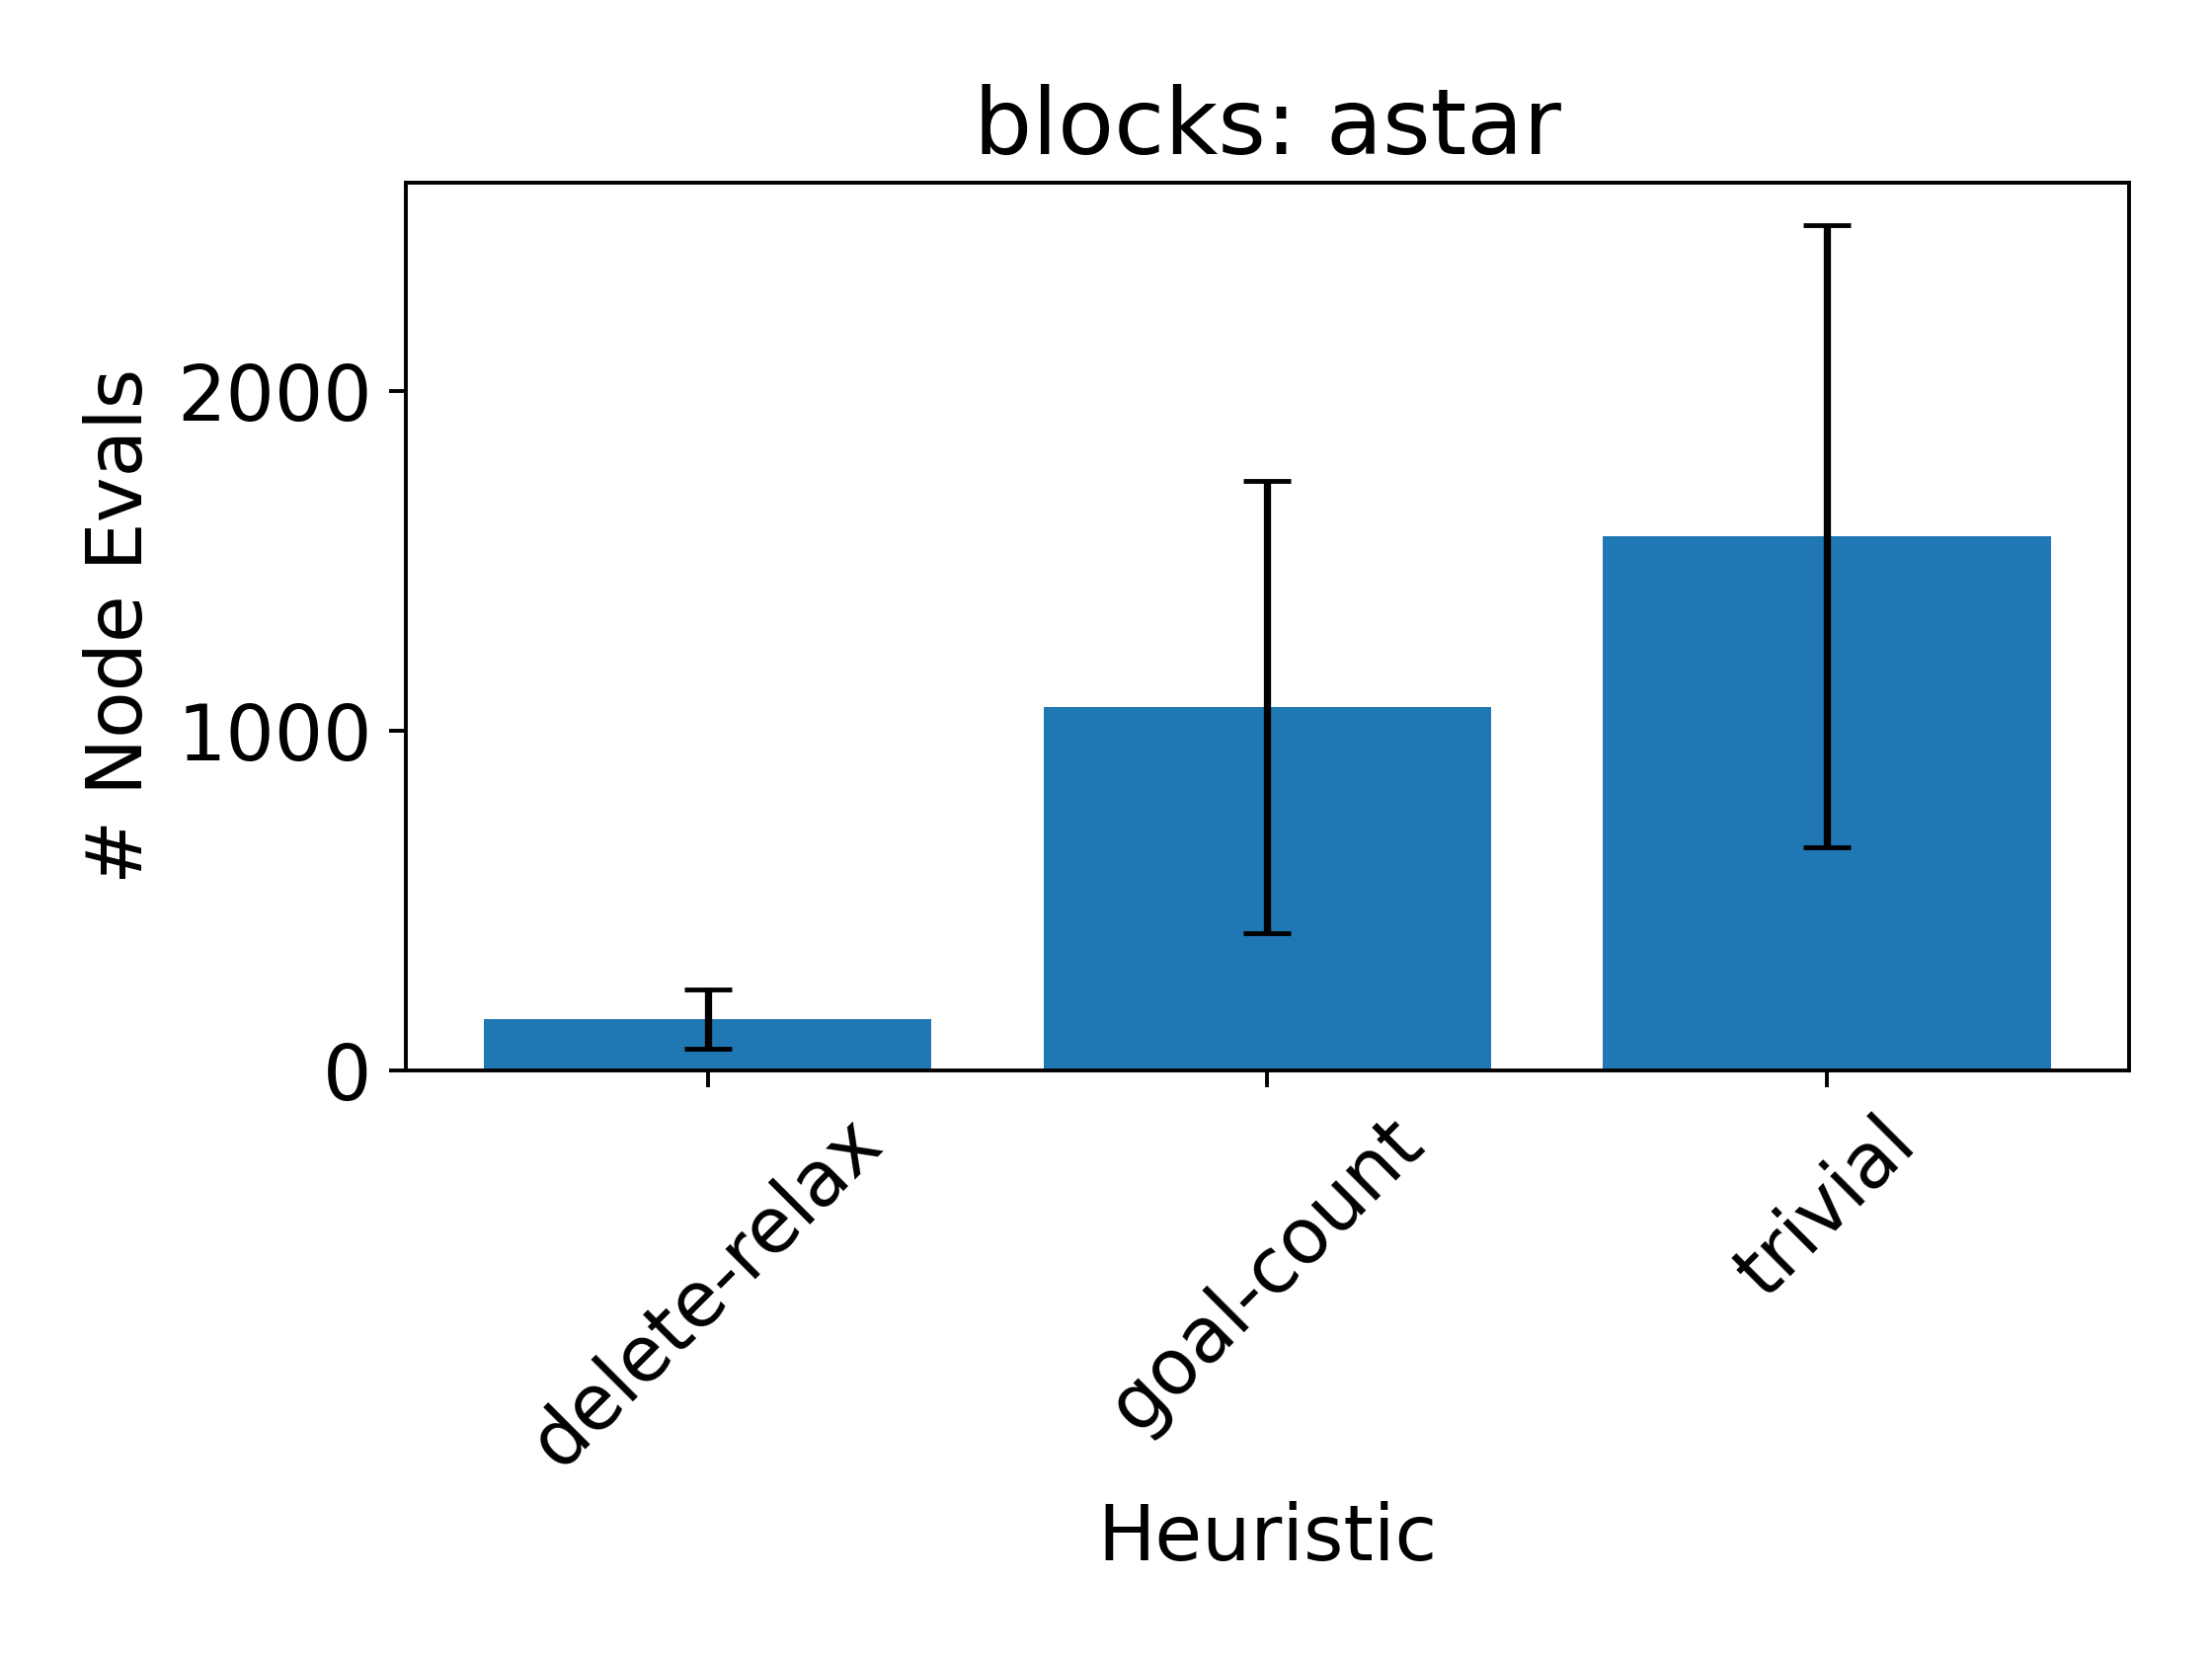 blocks: astar
# Node Evals
2000
1000
0
delete-relax
goal-count
trivial
Heuristic